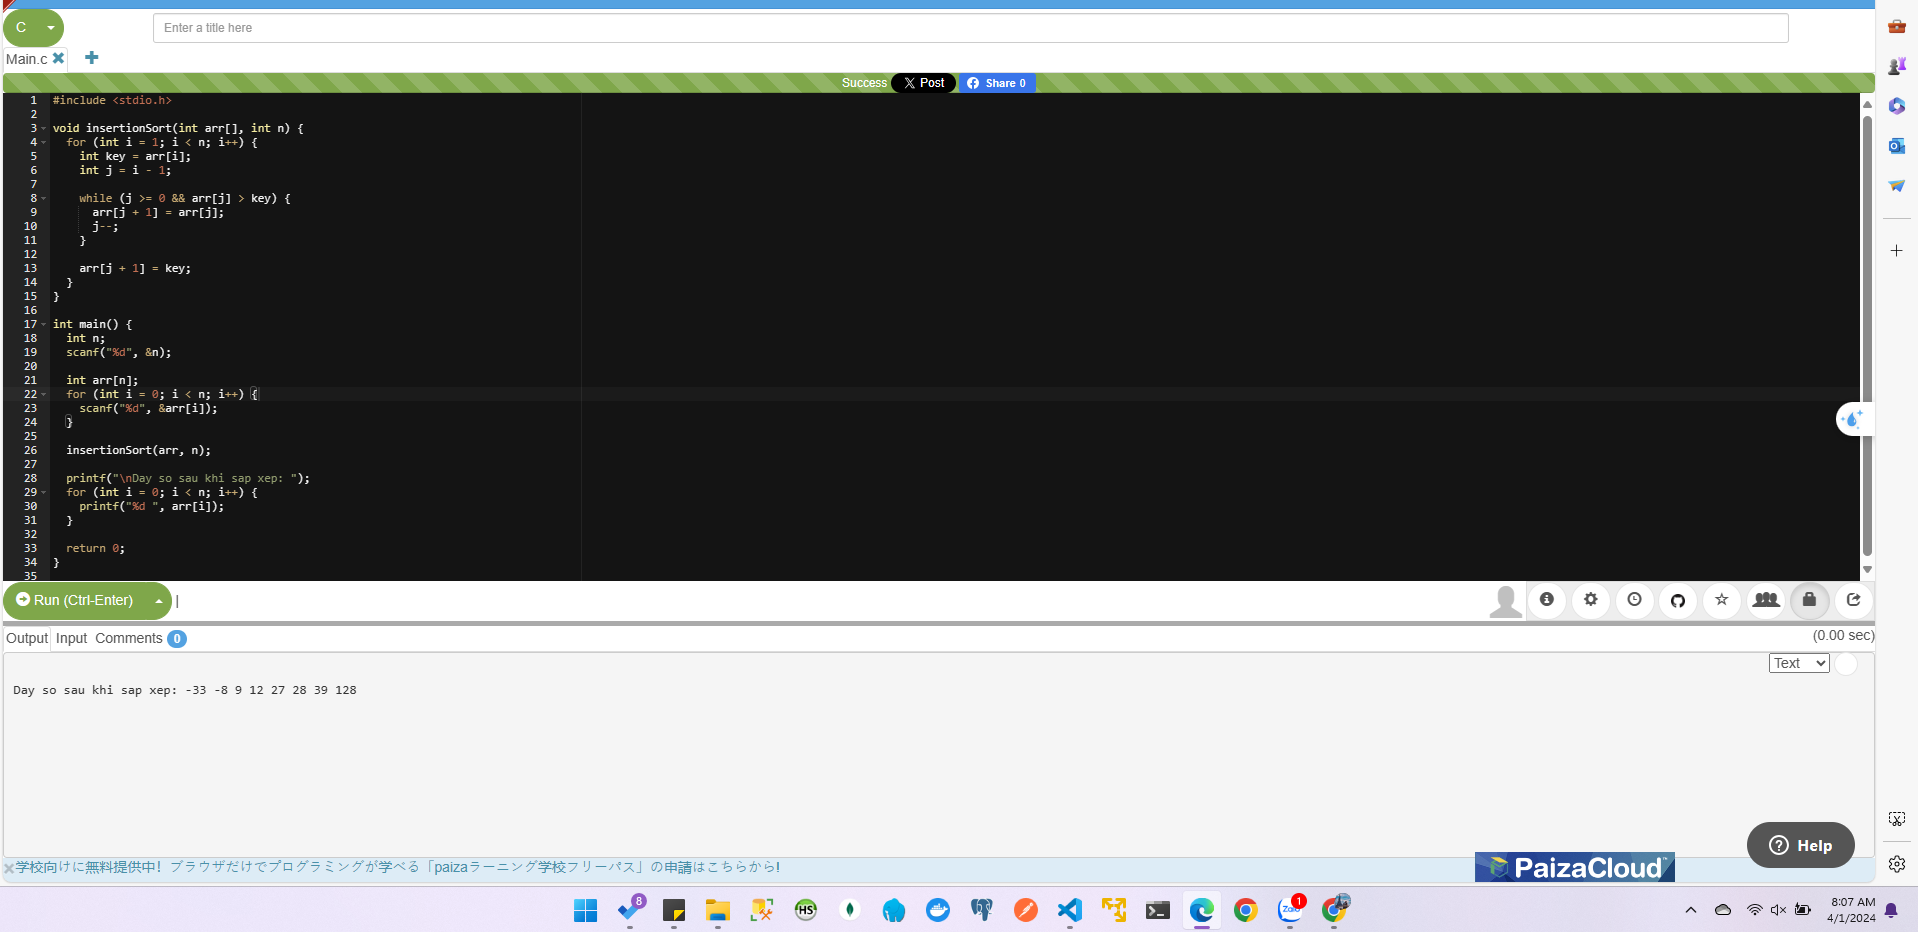 C
Enter a title here
Main.c
Success Post Share 0
1 #include <stdio.h>
2
3 void insertionSort(int arr[], int n) {
4 for (int i = 1; i < n; i++) {
5 int key = arr[i];
6 int j = i - 1;
7
8 while (j >= 0 && arr[j] > key) {
9 arr[j + 1] = arr[j];
10 j--;
11 }
12
13 arr[j + 1] = key;
14 }
15 }
16
17 int main() {
18 int n;
19 scanf("%d", &n);
20
21 int arr[n];
22 for (int i = 0; i < n; i++) {
23 scanf("%d", &arr[i]);
24 }
25
26 insertionSort(arr, n);
27
28 printf("\nDay so sau khi sap xep: ");
29 for (int i = 0; i < n; i++) {
30 printf("%d ", arr[i]);
31 }
32
33 return 0;
34 }
35
Run (Ctrl-Enter)
Output Input Comments 0
(0.00 sec)
Text
Day so sau khi sap xep: -33 -8 9 12 27 28 39 128
Help
学校向けに無料提供中！ブラウザだけでプログラミングが学べる「paizaラーニング学校フリーパス」の申請はこちらから!
PaizaCloud
8
HS
Zalo
1
8:07 AM
4/1/2024